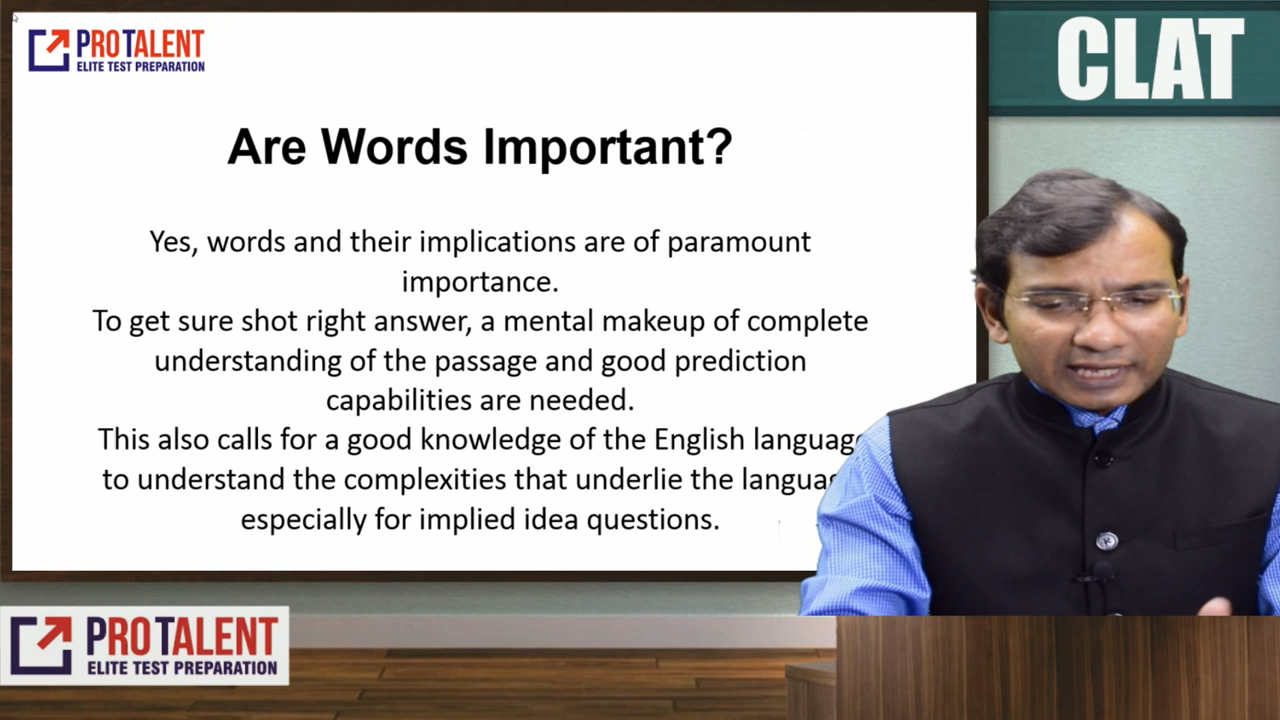 PROTALENT
ELITE TEST PREPARATION
CLAT
Are Words Important?
Yes, words and their implications are of paramount
importance.
To get sure shot right answer, a mental makeup of complete
understanding of the passage and good prediction
capabilities are needed.
This also calls for a good knowledge of the English language
to understand the complexities that underlie the language
especially for implied idea questions.
PROTALENT
ELITE TEST PREPARATION